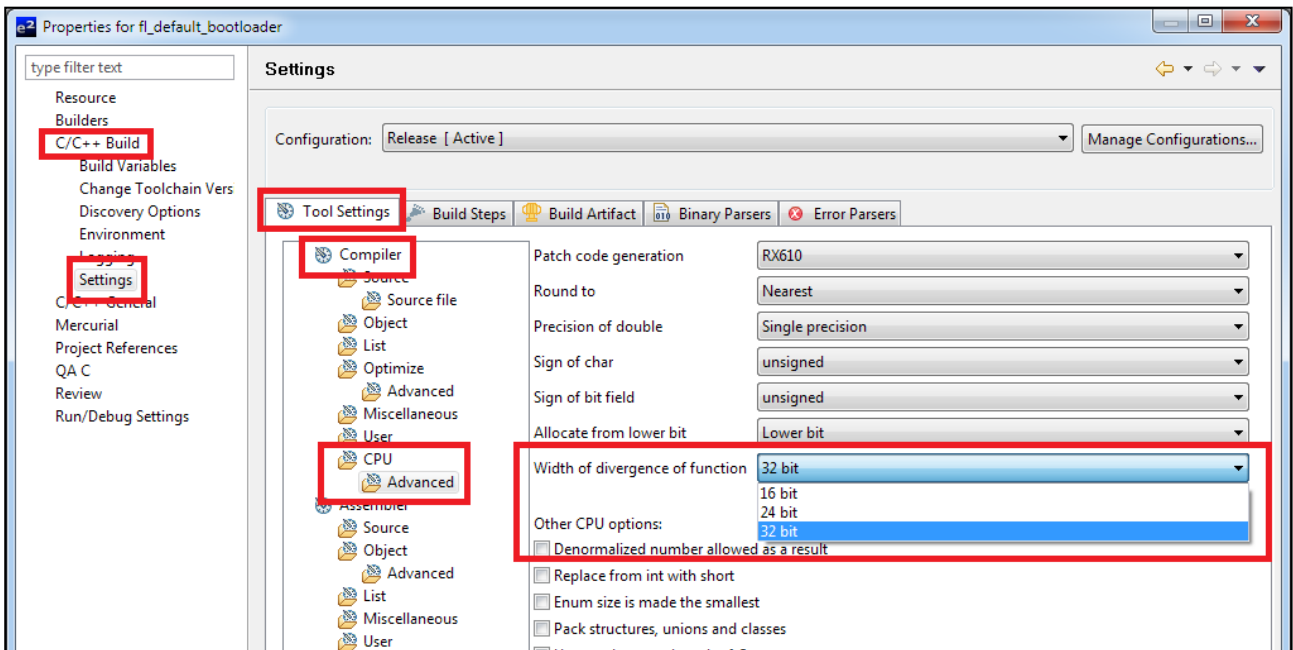 e2 Properties for fl_default_bootloader
type filter text
Resource
Builders
C/C++ Build
Build Variables
Change Toolchain Vers
Discovery Options
Environment
Logging
Settings
C/C++ General
Mercurial
Project References
QA C
Review
Run/Debug Settings
Settings
Configuration: Release [ Active ] Manage Configurations...
Tool Settings Build Steps Build Artifact Binary Parsers Error Parsers
Compiler
Source
Source file
Object
List
Optimize
Advanced
Miscellaneous
User
CPU
Advanced
Assembler
Source
Object
Advanced
List
Miscellaneous
User
Patch code generation RX610
Round to Nearest
Precision of double Single precision
Sign of char unsigned
Sign of bit field unsigned
Allocate from lower bit Lower bit
Width of divergence of function 32 bit
16 bit
24 bit
32 bit
Other CPU options:
Denormalized number allowed as a result
Replace from int with short
Enum size is made the smallest
Pack structures, unions and classes